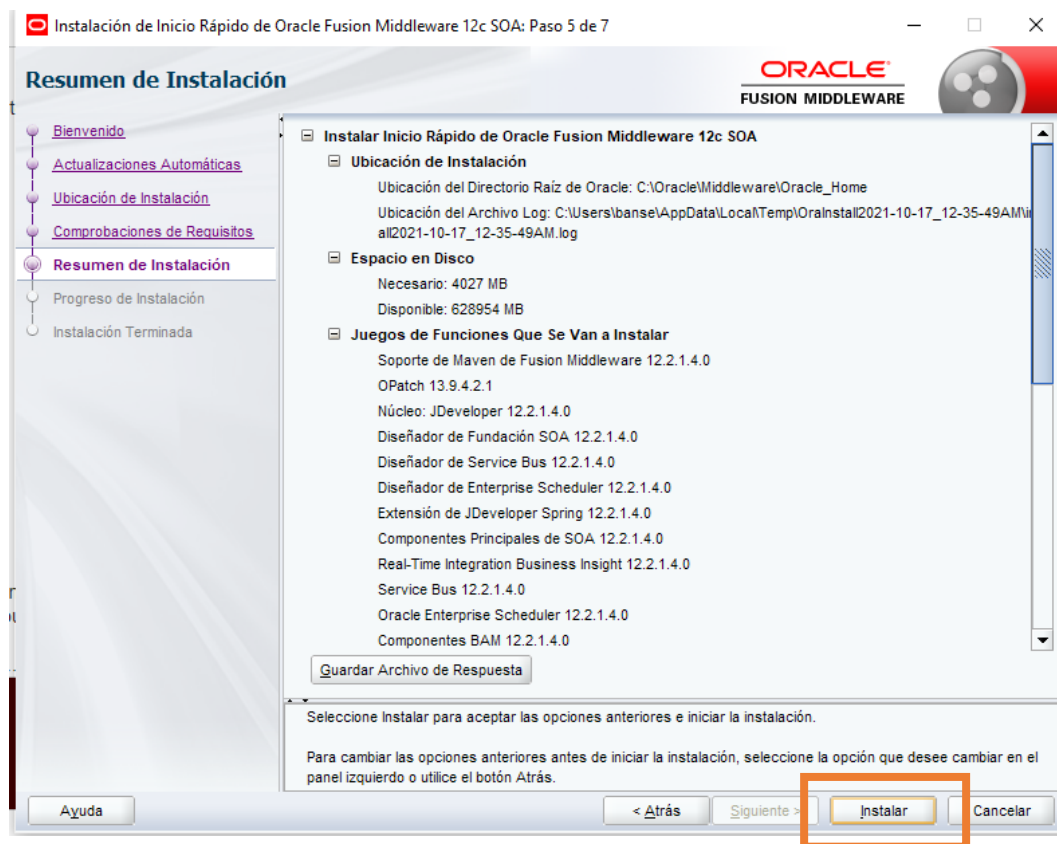 Instalación de Inicio Rápido de Oracle Fusion Middleware 12c SOA: Paso 5 de 7
Resumen de Instalación
ORACLE
FUSION MIDDLEWARE
Bienvenido
Actualizaciones Automáticas
Ubicación de Instalación
Comprobaciones de Requisitos
Resumen de Instalación
Progreso de Instalación
Instalación Terminada
Instalar Inicio Rápido de Oracle Fusion Middleware 12c SOA
Ubicación de Instalación
Ubicación del Directorio Raíz de Oracle: C:\Oracle\Middleware\Oracle_Home
Ubicación del Archivo Log: C:\Users\banse\AppData\Local\Temp\OraInstall2021-10-17_12-35-49AM\
all2021-10-17_12-35-49AM.log
Espacio en Disco
Necesario: 4027 MB
Disponible: 628954 MB
Juegos de Funciones Que Se Van a Instalar
Soporte de Maven de Fusion Middleware 12.2.1.4.0
OPatch 13.9.4.2.1
Núcleo: JDeveloper 12.2.1.4.0
Diseñador de Fundación SOA 12.2.1.4.0
Diseñador de Service Bus 12.2.1.4.0
Diseñador de Enterprise Scheduler 12.2.1.4.0
Extensión de JDeveloper Spring 12.2.1.4.0
Componentes Principales de SOA 12.2.1.4.0
Real-Time Integration Business Insight 12.2.1.4.0
Service Bus 12.2.1.4.0
Oracle Enterprise Scheduler 12.2.1.4.0
Componentes BAM 12.2.1.4.0
Guardar Archivo de Respuesta
Seleccione Instalar para aceptar las opciones anteriores e iniciar la instalación.
Para cambiar las opciones anteriores antes de iniciar la instalación, seleccione la opción que desee cambiar en el
panel izquierdo o utilice el botón Atrás.
Ayuda
< Atrás
Siguiente >
Instalar
Cancelar